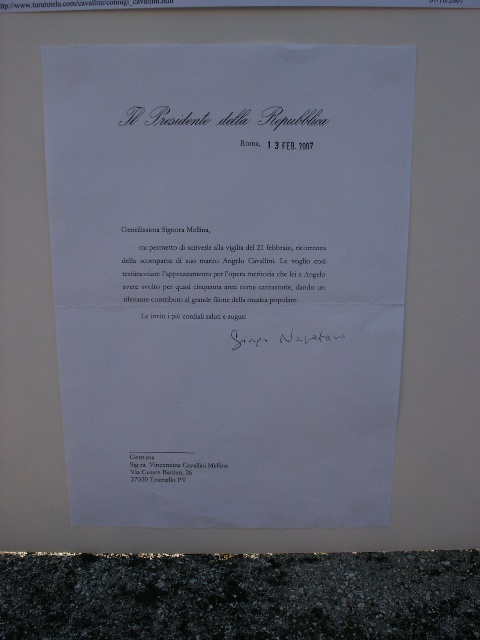 http://www.turututela.com/cavallini/coniugi_cavallini.htm
07/10/2007
Il Presidente della Repubblica
Roma, 13 FEB. 2007
Gentilissima Signora Mellina,
mi permetto di scriverle alla vigilia del 21 febbraio, ricorrenza
della scomparsa di suo marito Angelo Cavallini. Le voglio così
testimoniare l'apprezzamento per l'opera meritoria che lei e Angelo
avete svolto per quasi cinquanta anni come cantastorie, dando un
rilevante contributo al grande filone della musica popolare.
Le invio i più cordiali saluti e auguri
Giorgio Napolitano
Gent.ma
Sig.ra Vincenzina Cavallini Mellina
Via Cesare Battisti, 26
27020 Tromello PV